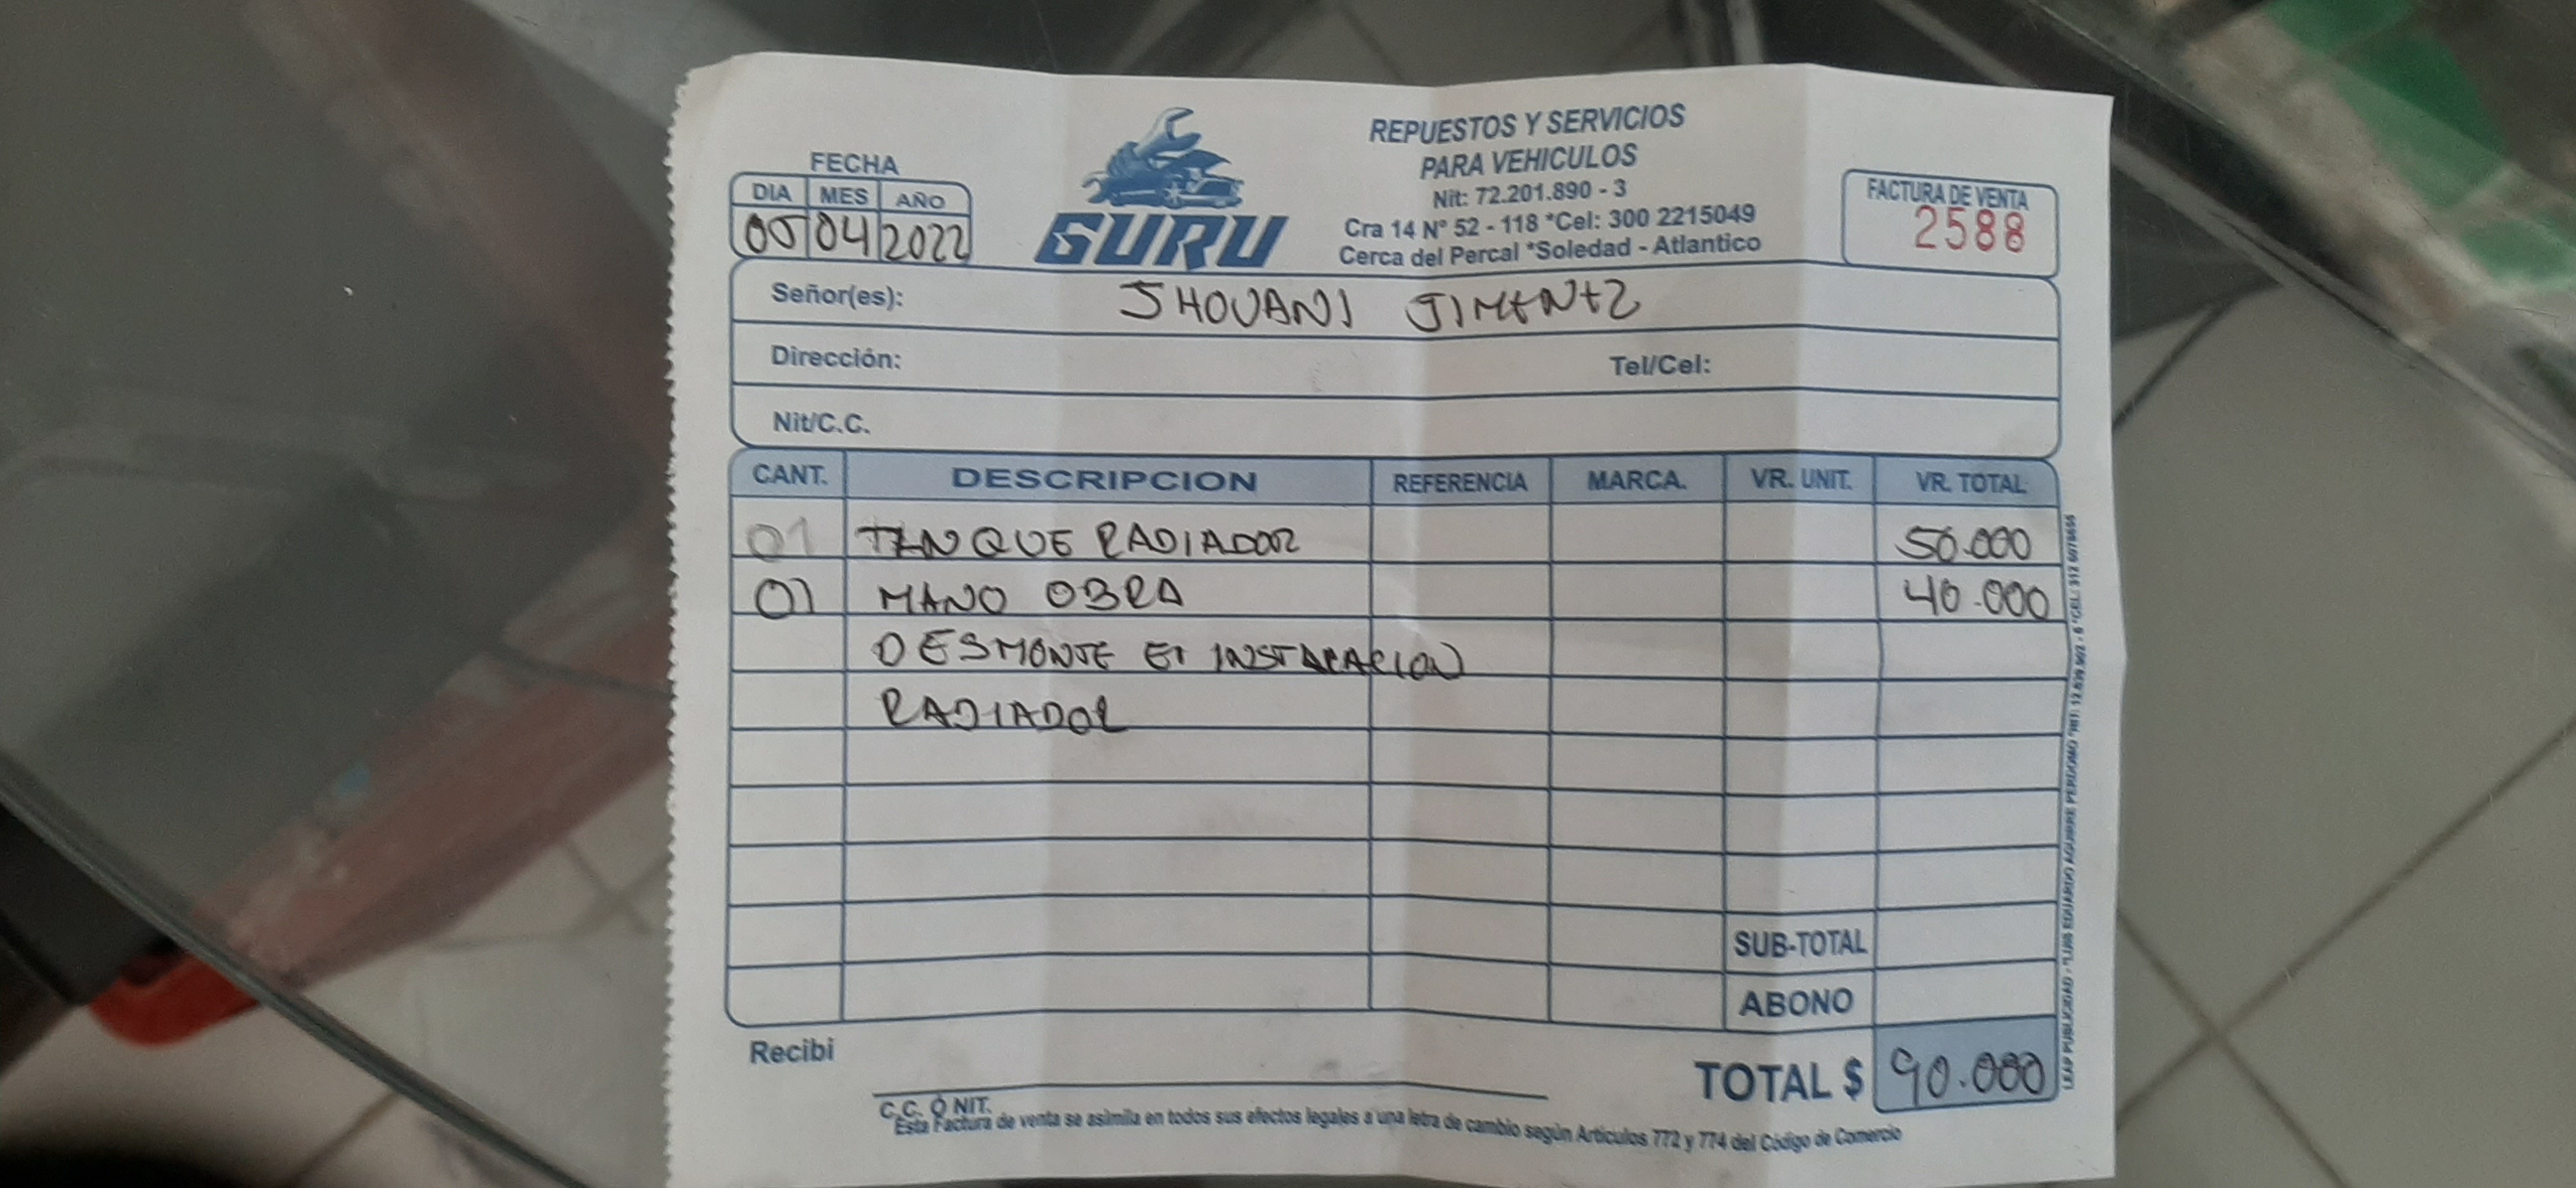 REPUESTOS Y SERVICIOS
PARA VEHICULOS
Nit: 72.201.890 - 3
Cra 14 N° 52 - 118 *Cel: 300 2215049
Cerca del Percal *Soledad - Atlantico
GURU
FECHA
DIA MES AÑO
05 04 2022
FACTURA DE VENTA
2588
Señor(es): JHOVANI JIMENEZ
Dirección: Tel/Cel:
Nit/C.C.
CANT. DESCRIPCION REFERENCIA MARCA. VR. UNIT. VR. TOTAL
01 TANQUE RADIADOR 50.000
01 MANO OBRA 40.000
DESMONTE E INSTALACION
RADIADOR
SUB-TOTAL
ABONO
TOTAL $ 90.000
Recibi
C.C. Ó NIT.
Esta Factura de venta se asimila en todos sus efectos legales a una letra de cambio según Artículos 772 y 774 del Código de Comercio